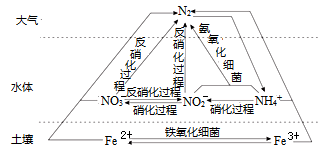 大气
N₂
反硝化过程
反硝化过程
氨氧化细菌
水体
NO₃⁻
反硝化过程
硝化过程
NO₂⁻
硝化过程
NH₄⁺
土壤
Fe²⁺
铁氧化细菌
Fe³⁺